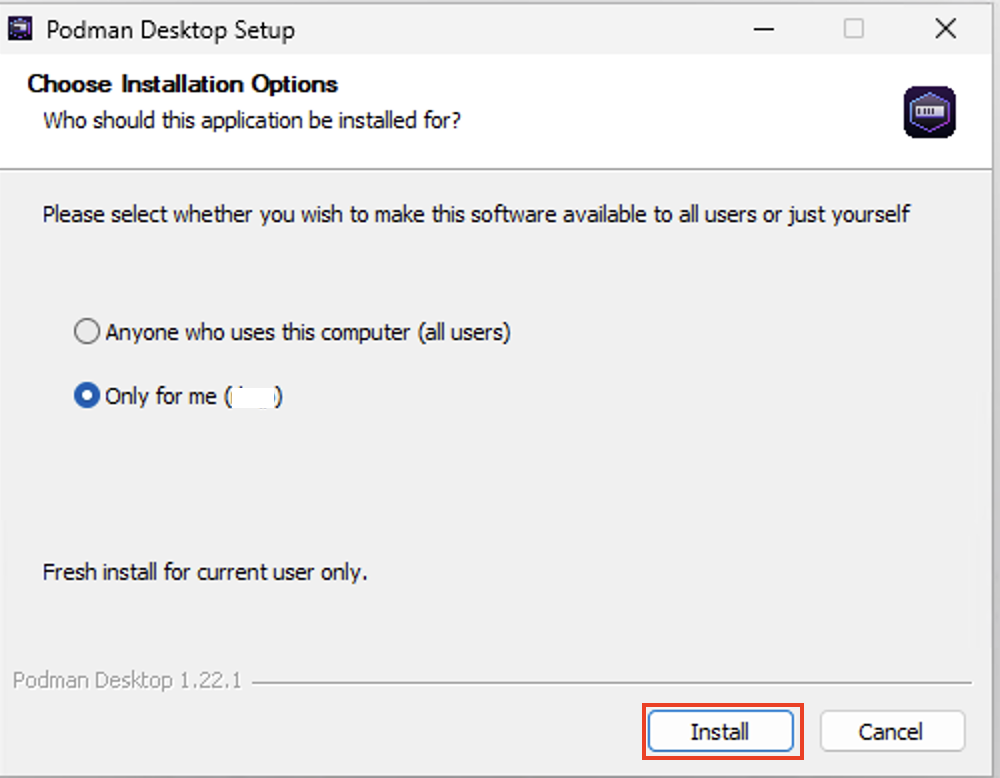 Podman Desktop Setup
Choose Installation Options
Who should this application be installed for?
Please select whether you wish to make this software available to all users or just yourself
Anyone who uses this computer (all users)
Only for me ( )
Fresh install for current user only.
Podman Desktop 1.22.1
Install
Cancel